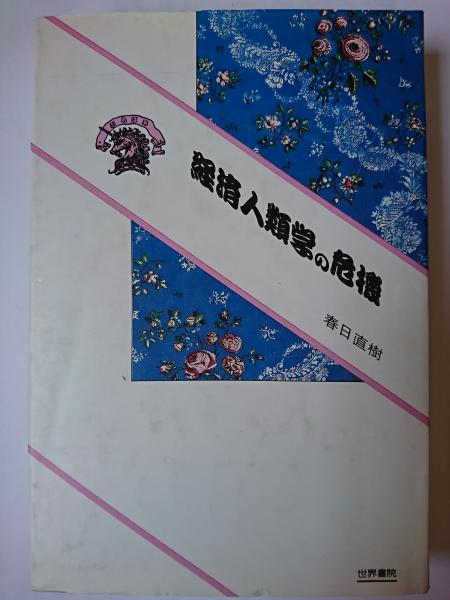 経済人類学の危機
春日直樹
世界書院